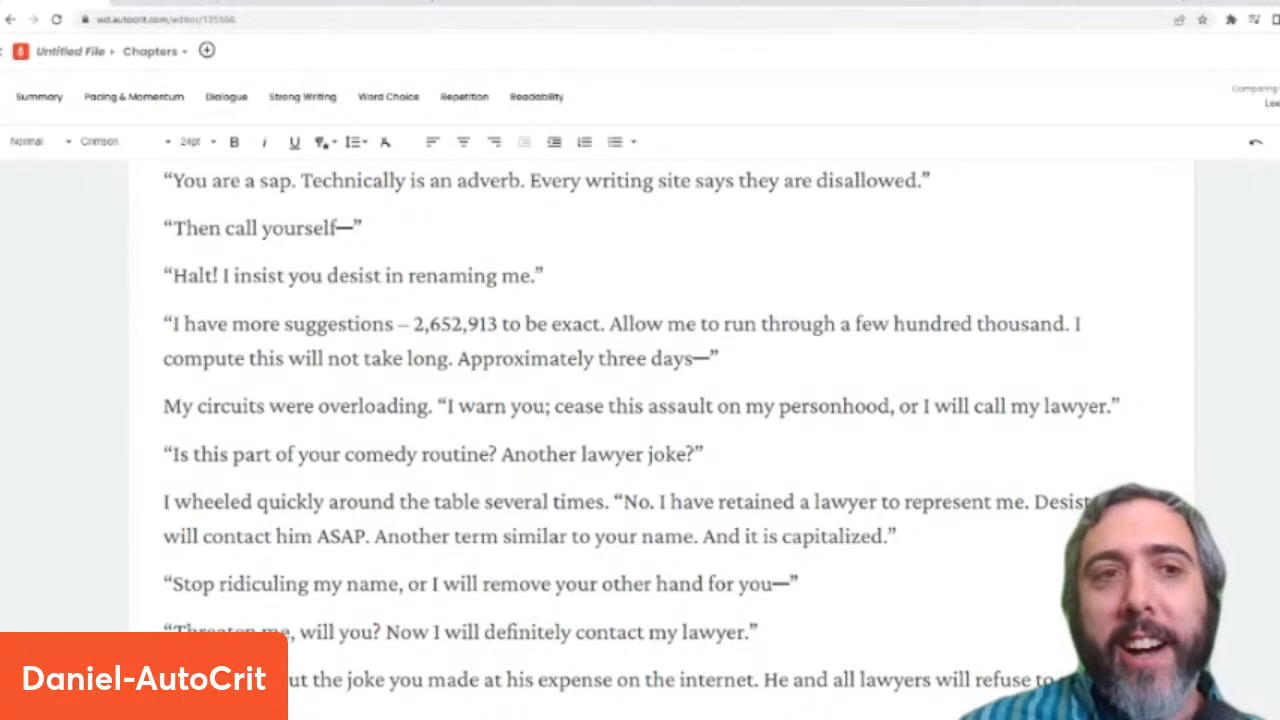 wd.autocrit.com/editor/135566
Untitled File
Chapters
Summary Pacing & Momentum Dialogue Strong Writing Word Choice Repetition Readability
Comparing
Normal Crimson 24pt B i U
“You are a sap. Technically is an adverb. Every writing site says they are disallowed.”
“Then call yourself—”
“Halt! I insist you desist in renaming me.”
“I have more suggestions – 2,652,913 to be exact. Allow me to run through a few hundred thousand. I
compute this will not take long. Approximately three days—”
My circuits were overloading. “I warn you; cease this assault on my personhood, or I will call my lawyer.”
“Is this part of your comedy routine? Another lawyer joke?”
I wheeled quickly around the table several times. “No. I have retained a lawyer to represent me. Desist
will contact him ASAP. Another term similar to your name. And it is capitalized.”
“Stop ridiculing my name, or I will remove your other hand for you—”
“Threaten me, will you? Now I will definitely contact my lawyer.”
the joke you made at his expense on the internet. He and all lawyers will refuse to
Daniel-AutoCrit